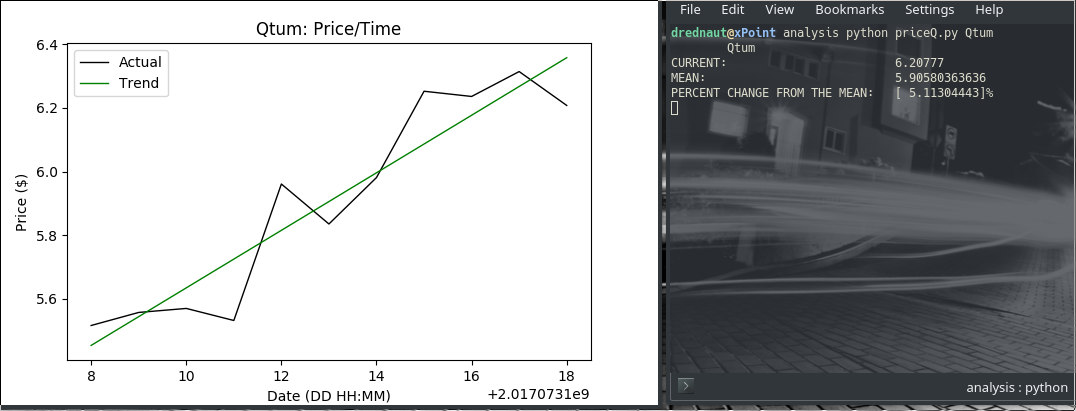 Qtum: Price/Time
Actual
Trend
Price ($)
6.4
6.2
6.0
5.8
5.6
8 10 12 14 16 18
Date (DD HH:MM)
+2.0170731e9
File Edit View Bookmarks Settings Help
drednaut@xPoint analysis python priceQ.py Qtum
Qtum
CURRENT: 6.20777
MEAN: 5.90580363636
PERCENT CHANGE FROM THE MEAN: [ 5.11304443]%
analysis : python